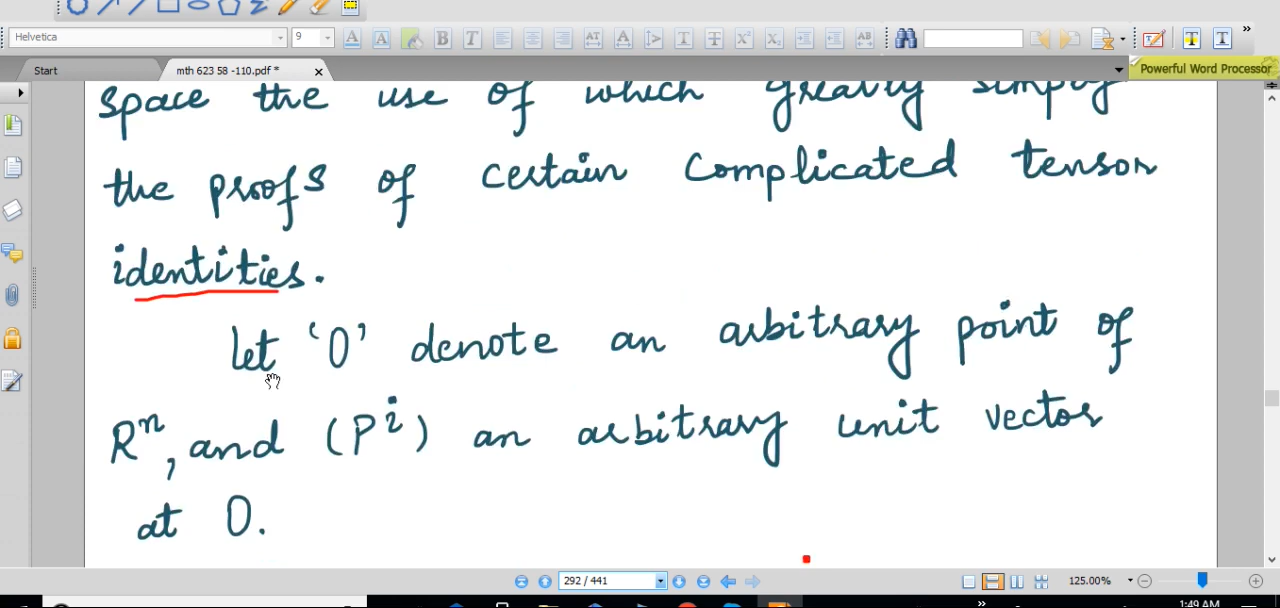 Helvetica 9
Start mth 623 58 -110.pdf * Powerful Word Processor
space the use of which greatly simplify
the proofs of certain complicated tensor
identities.
let ‘0’ denote an arbitrary point of
Rⁿ, and (Pⁱ) an arbitrary unit vector
at 0.
292 / 441 125.00%
1:49 AM